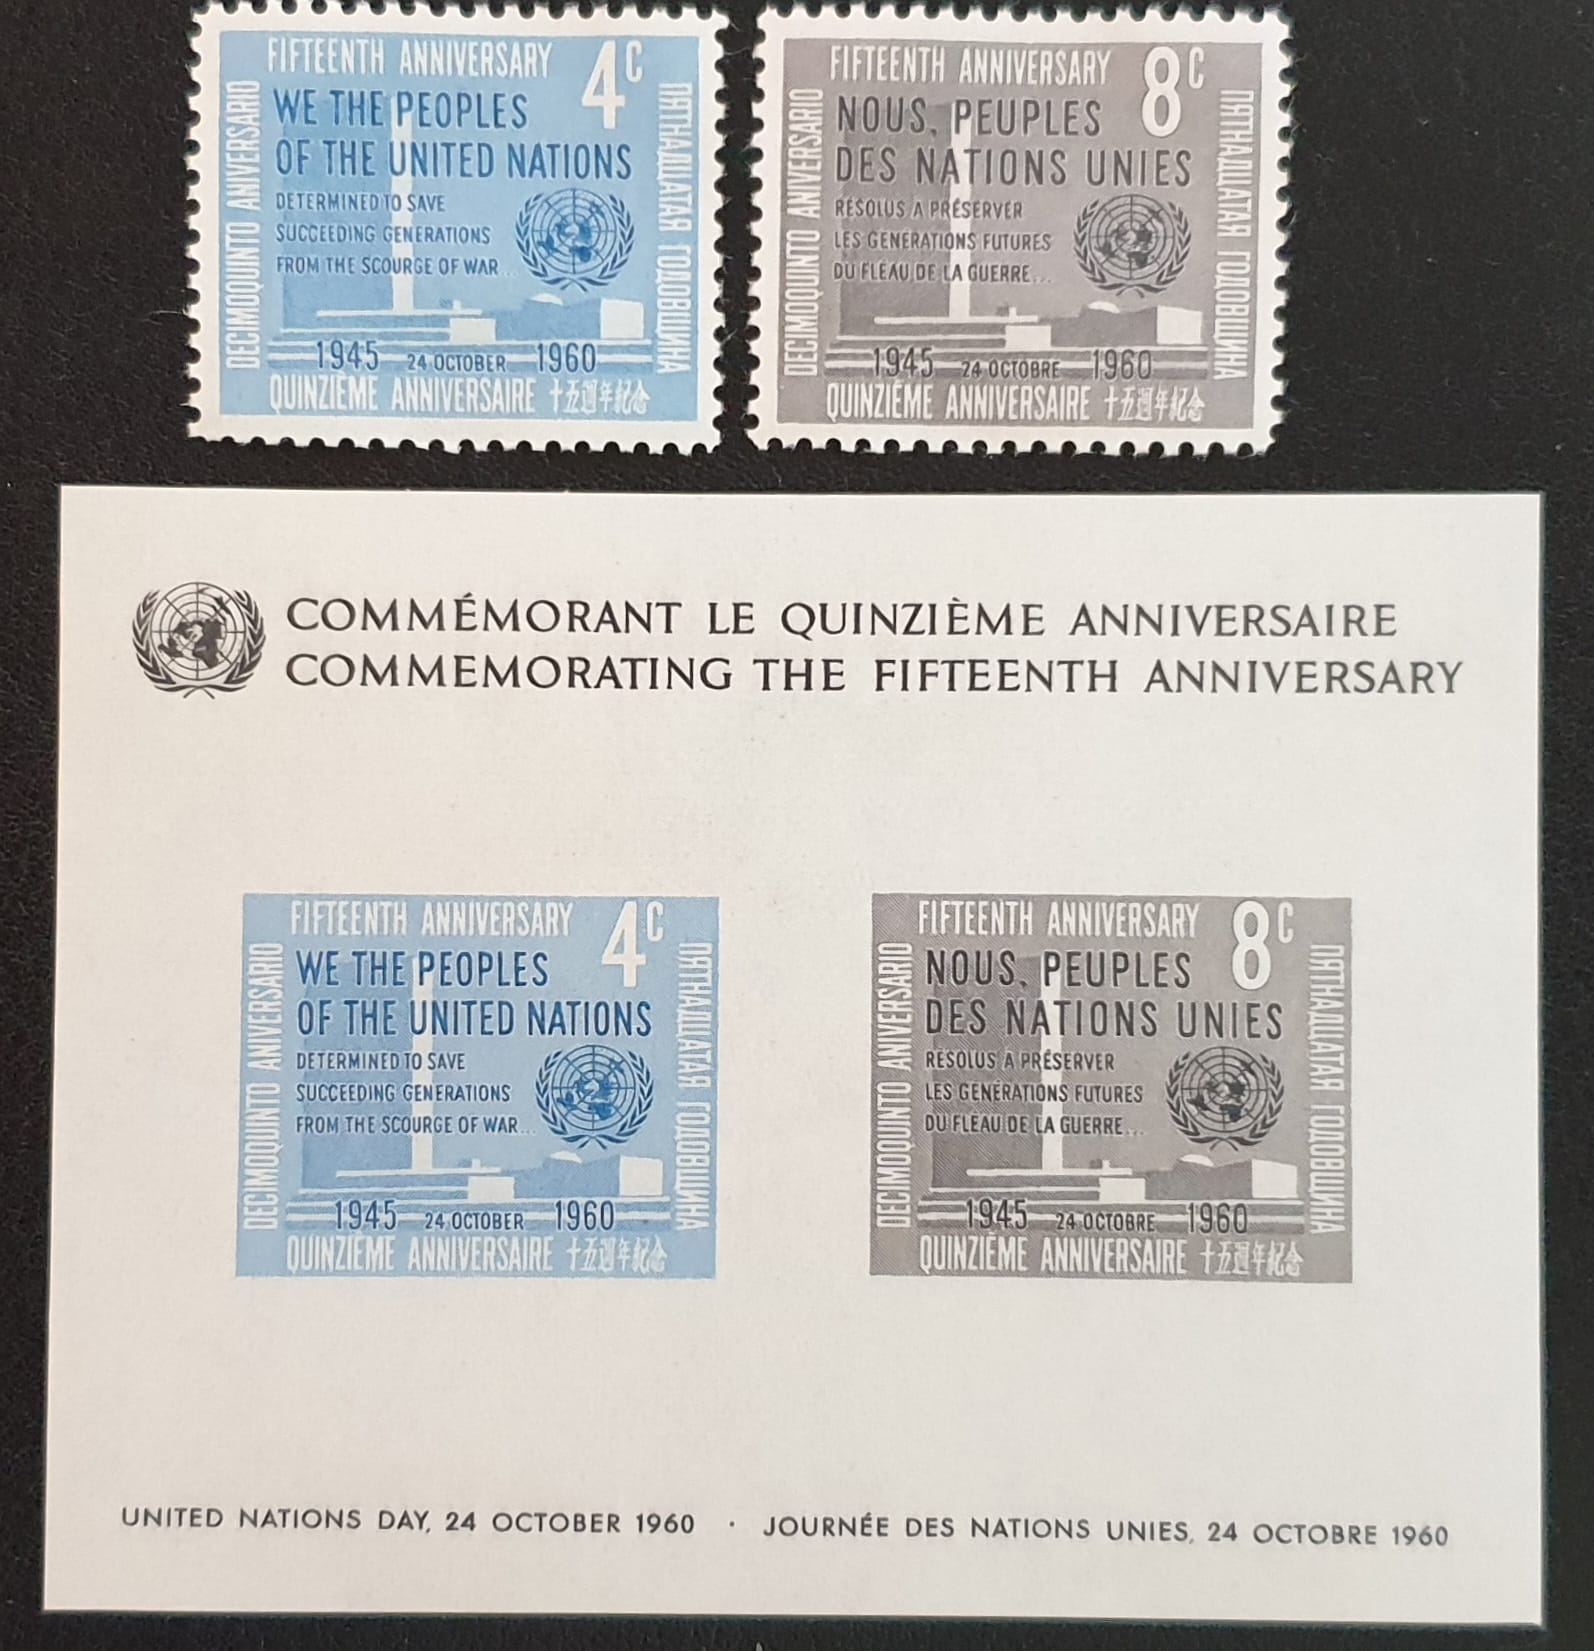 FIFTEENTH ANNIVERSARY 4c
WE THE PEOPLES
OF THE UNITED NATIONS
DETERMINED TO SAVE
SUCCEEDING GENERATIONS
FROM THE SCOURGE OF WAR...
1945 24 OCTOBER 1960
DECIMOQUINTO ANIVERSARIO
ПЯТНАДЦАТАЯ ГОДОВЩИНА
QUINZIÈME ANNIVERSAIRE 十五週年紀念
FIFTEENTH ANNIVERSARY 8c
NOUS, PEUPLES
DES NATIONS UNIES
RÉSOLUS À PRÉSERVER
LES GÉNÉRATIONS FUTURES
DU FLÉAU DE LA GUERRE...
1945 24 OCTOBRE 1960
DECIMOQUINTO ANIVERSARIO
ПЯТНАДЦАТАЯ ГОДОВЩИНА
QUINZIÈME ANNIVERSAIRE 十五週年紀念
COMMÉMORANT LE QUINZIÈME ANNIVERSAIRE
COMMEMORATING THE FIFTEENTH ANNIVERSARY
FIFTEENTH ANNIVERSARY 4c
WE THE PEOPLES
OF THE UNITED NATIONS
DETERMINED TO SAVE
SUCCEEDING GENERATIONS
FROM THE SCOURGE OF WAR...
1945 24 OCTOBER 1960
DECIMOQUINTO ANIVERSARIO
ПЯТНАДЦАТАЯ ГОДОВЩИНА
QUINZIÈME ANNIVERSAIRE 十五週年紀念
FIFTEENTH ANNIVERSARY 8c
NOUS, PEUPLES
DES NATIONS UNIES
RÉSOLUS À PRÉSERVER
LES GÉNÉRATIONS FUTURES
DU FLÉAU DE LA GUERRE...
1945 24 OCTOBRE 1960
DECIMOQUINTO ANIVERSARIO
ПЯТНАДЦАТАЯ ГОДОВЩИНА
QUINZIÈME ANNIVERSAIRE 十五週年紀念
UNITED NATIONS DAY, 24 OCTOBER 1960 · JOURNÉE DES NATIONS UNIES, 24 OCTOBRE 1960